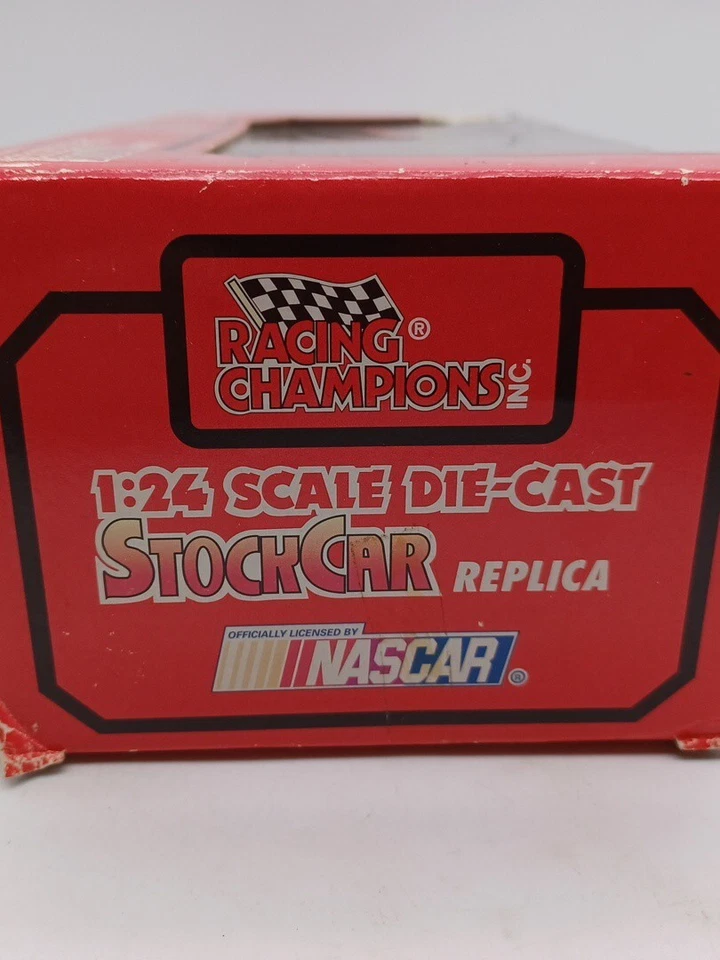 RACING®
CHAMPIONS INC.
1:24 SCALE DIE-CAST
STOCKCAR REPLICA
OFFICIALLY LICENSED BY
NASCAR®